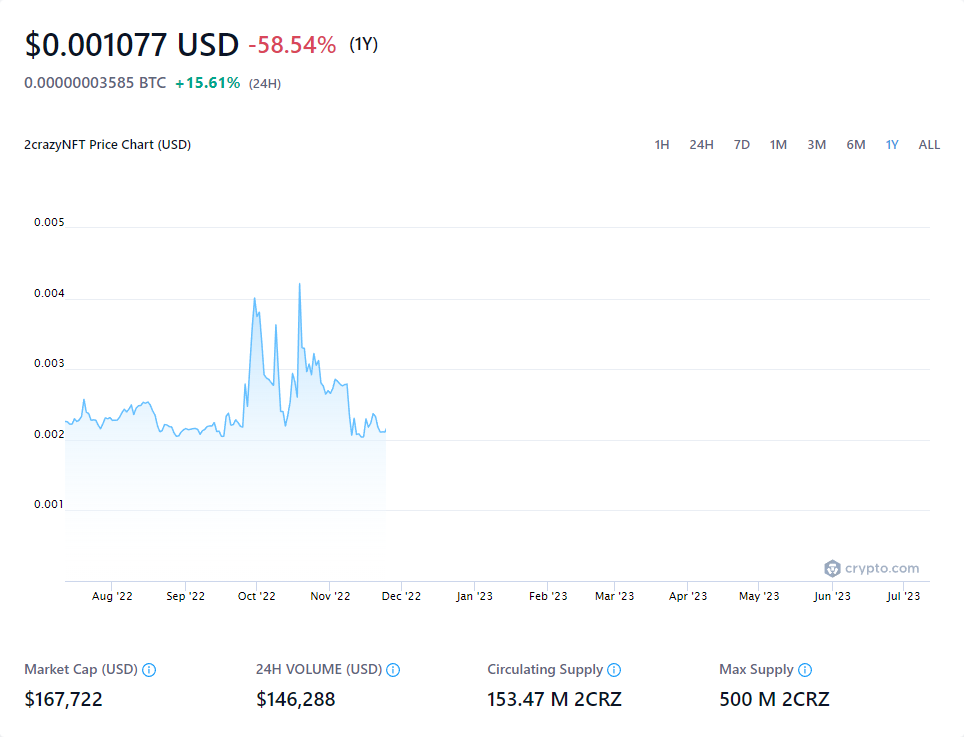 $0.001077 USD -58.54% (1Y)
0.00000003585 BTC +15.61% (24H)
2crazyNFT Price Chart (USD) 1H 24H 7D 1M 3M 6M 1Y ALL
0.005
0.004
0.003
0.002
0.001
crypto.com
Aug '22 Sep '22 Oct '22 Nov '22 Dec '22 Jan '23 Feb '23 Mar '23 Apr '23 May '23 Jun '23 Jul '23
Market Cap (USD) 24H VOLUME (USD) Circulating Supply Max Supply
$167,722 $146,288 153.47 M 2CRZ 500 M 2CRZ